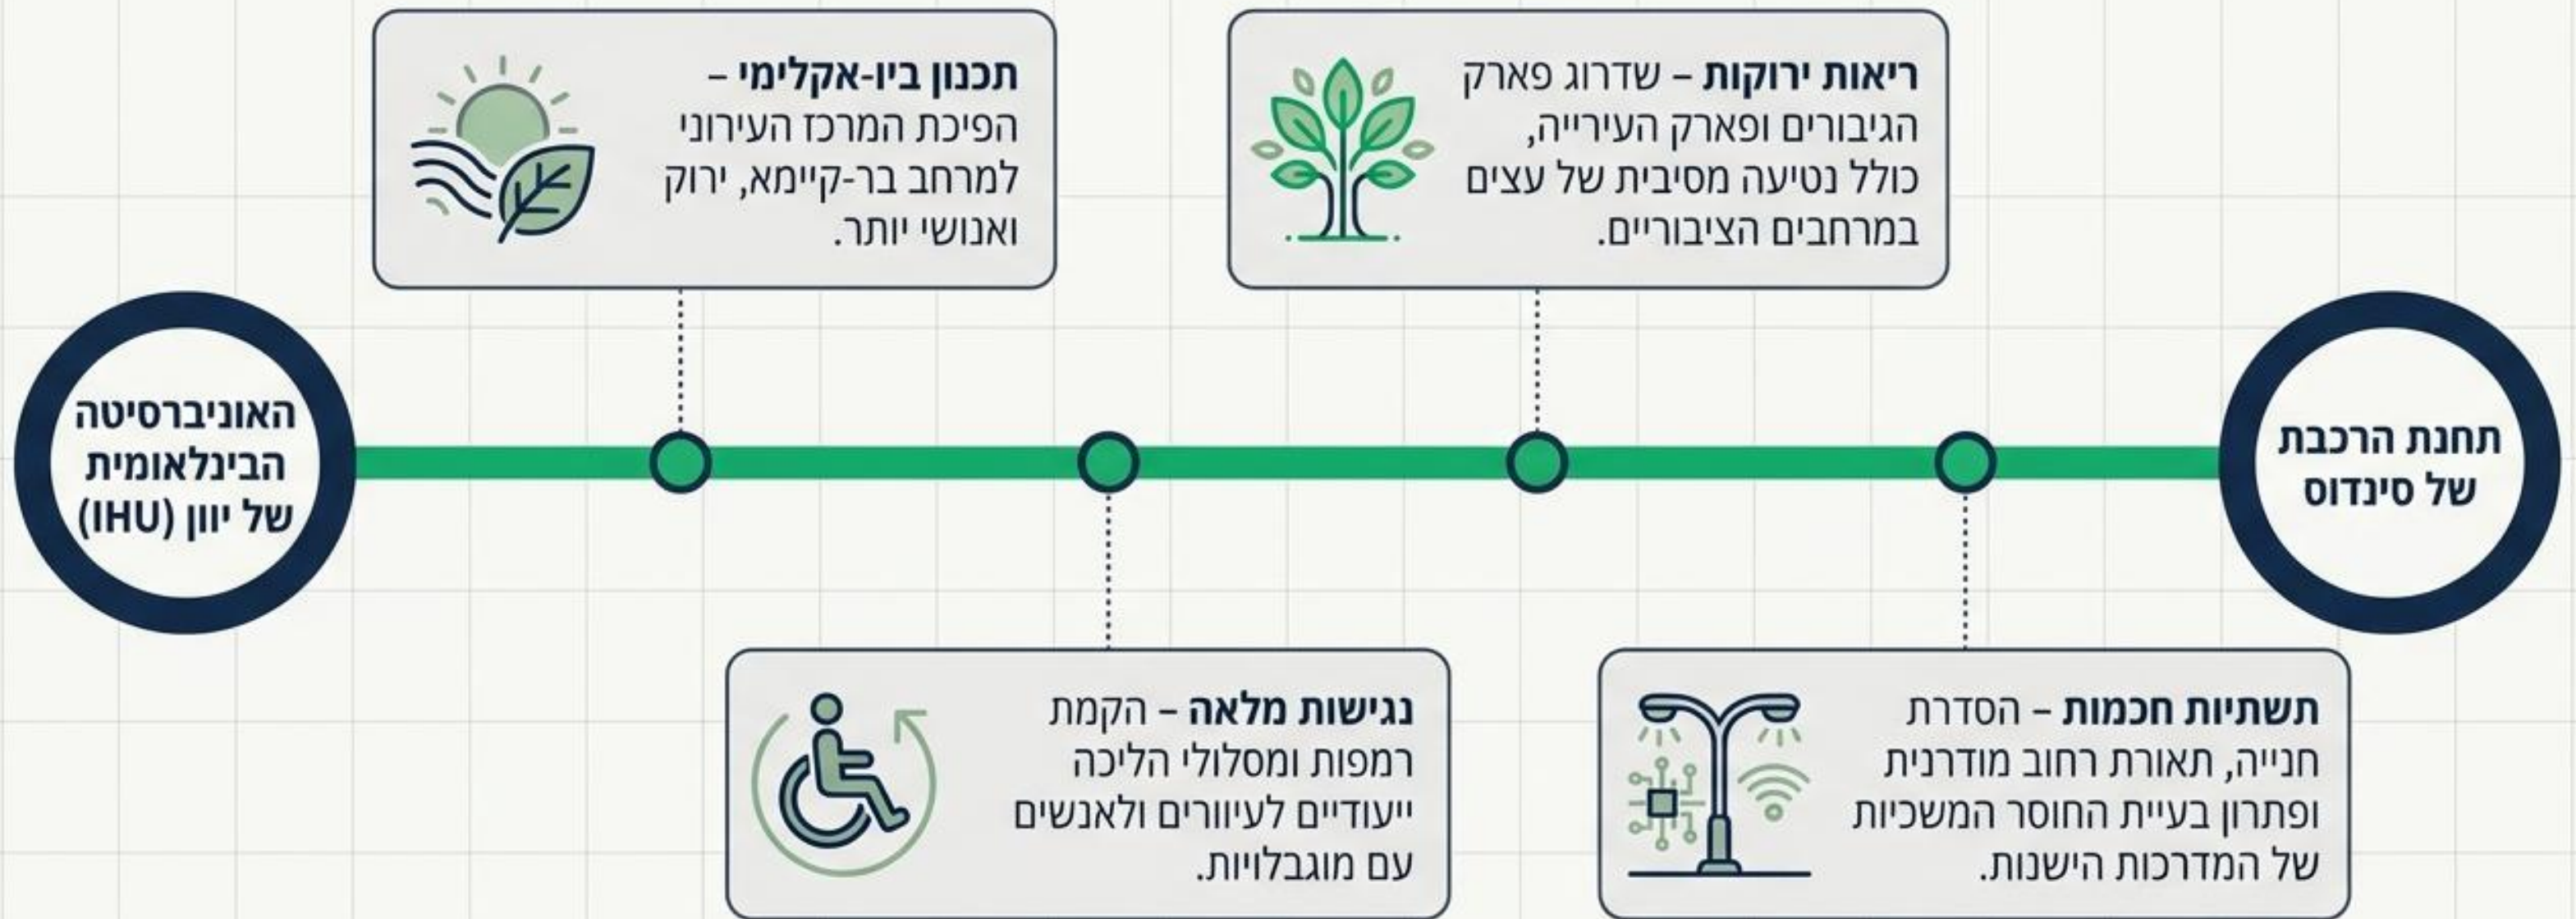 תחנת הרכבת
של סינדוס
תשתיות חכמות – הסדרת
חנייה, תאורת רחוב מודרנית
ופתרון בעיית החוסר המשכיות
של המדרכות הישנות.
ריאות ירוקות – שדרוג פארק
הגיבורים ופארק העירייה,
כולל נטיעה מסיבית של עצים
במרחבים הציבוריים.
נגישות מלאה – הקמת
רמפות ומסלולי הליכה
ייעודיים לעיוורים ולאנשים
עם מוגבלויות.
תכנון ביו-אקלימי –
הפיכת המרכז העירוני
למרחב בר-קיימא, ירוק
ואנושי יותר.
האוניברסיטה
הבינלאומית
של יוון (IHU)